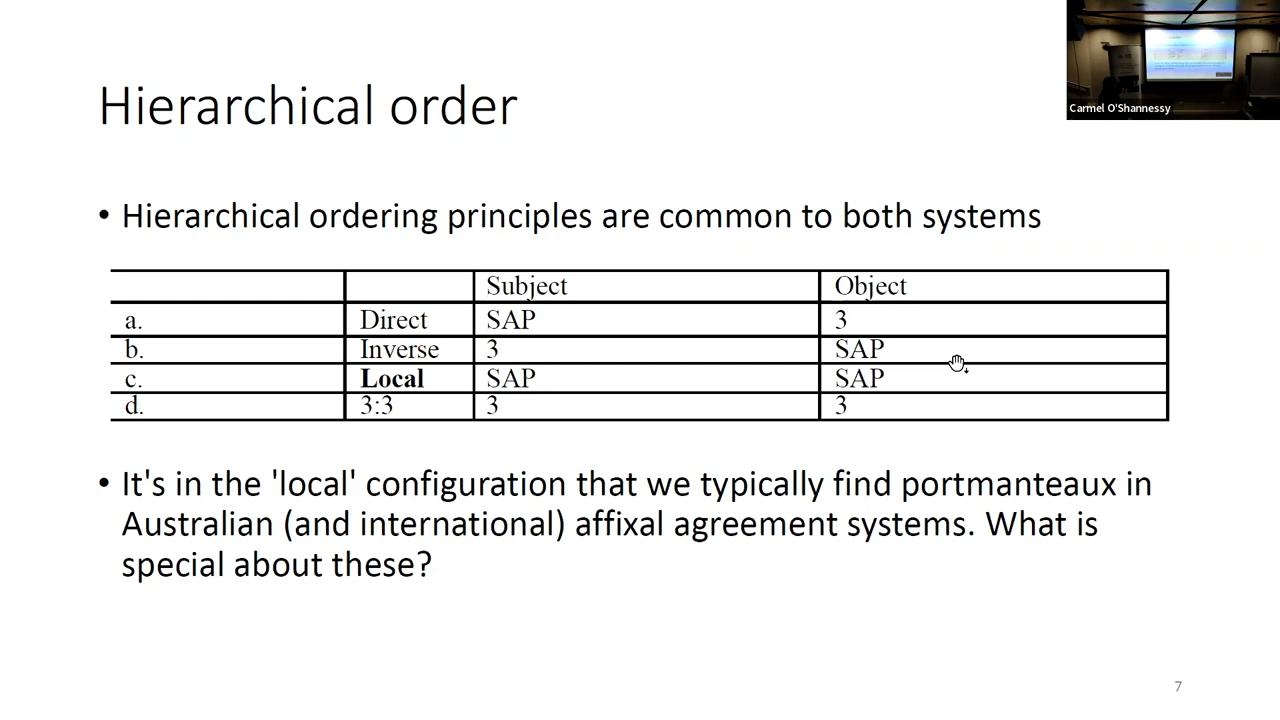 Carmel O'Shannessy
Hierarchical order
• Hierarchical ordering principles are common to both systems
Subject Object
a. Direct SAP 3
b. Inverse 3 SAP
c. Local SAP SAP
d. 3:3 3 3
• It's in the 'local' configuration that we typically find portmanteaux in
Australian (and international) affixal agreement systems. What is
special about these?
7